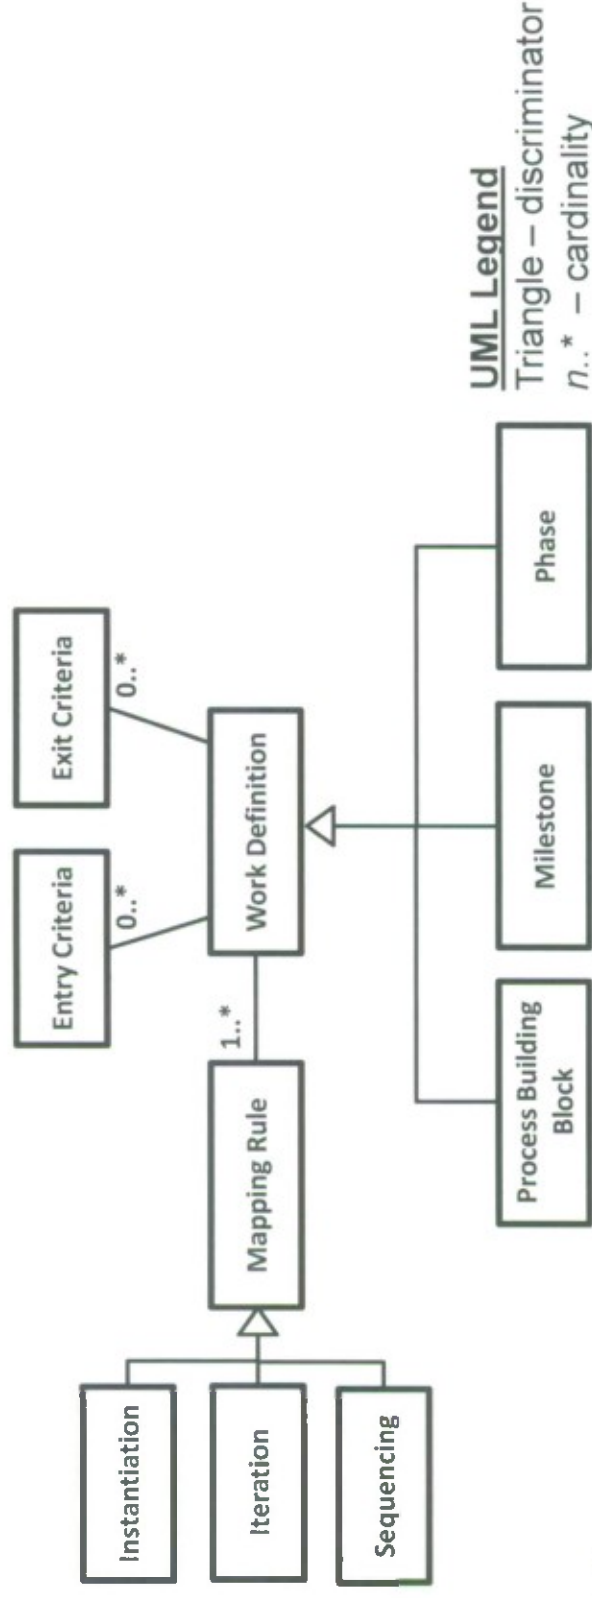 Entry Criteria
Exit Criteria
0..*
0..*
Instantiation
Iteration
Sequencing
Mapping Rule
1..*
Work Definition
Process Building
Block
Milestone
Phase
UML Legend
Triangle – discriminator
n..* – cardinality